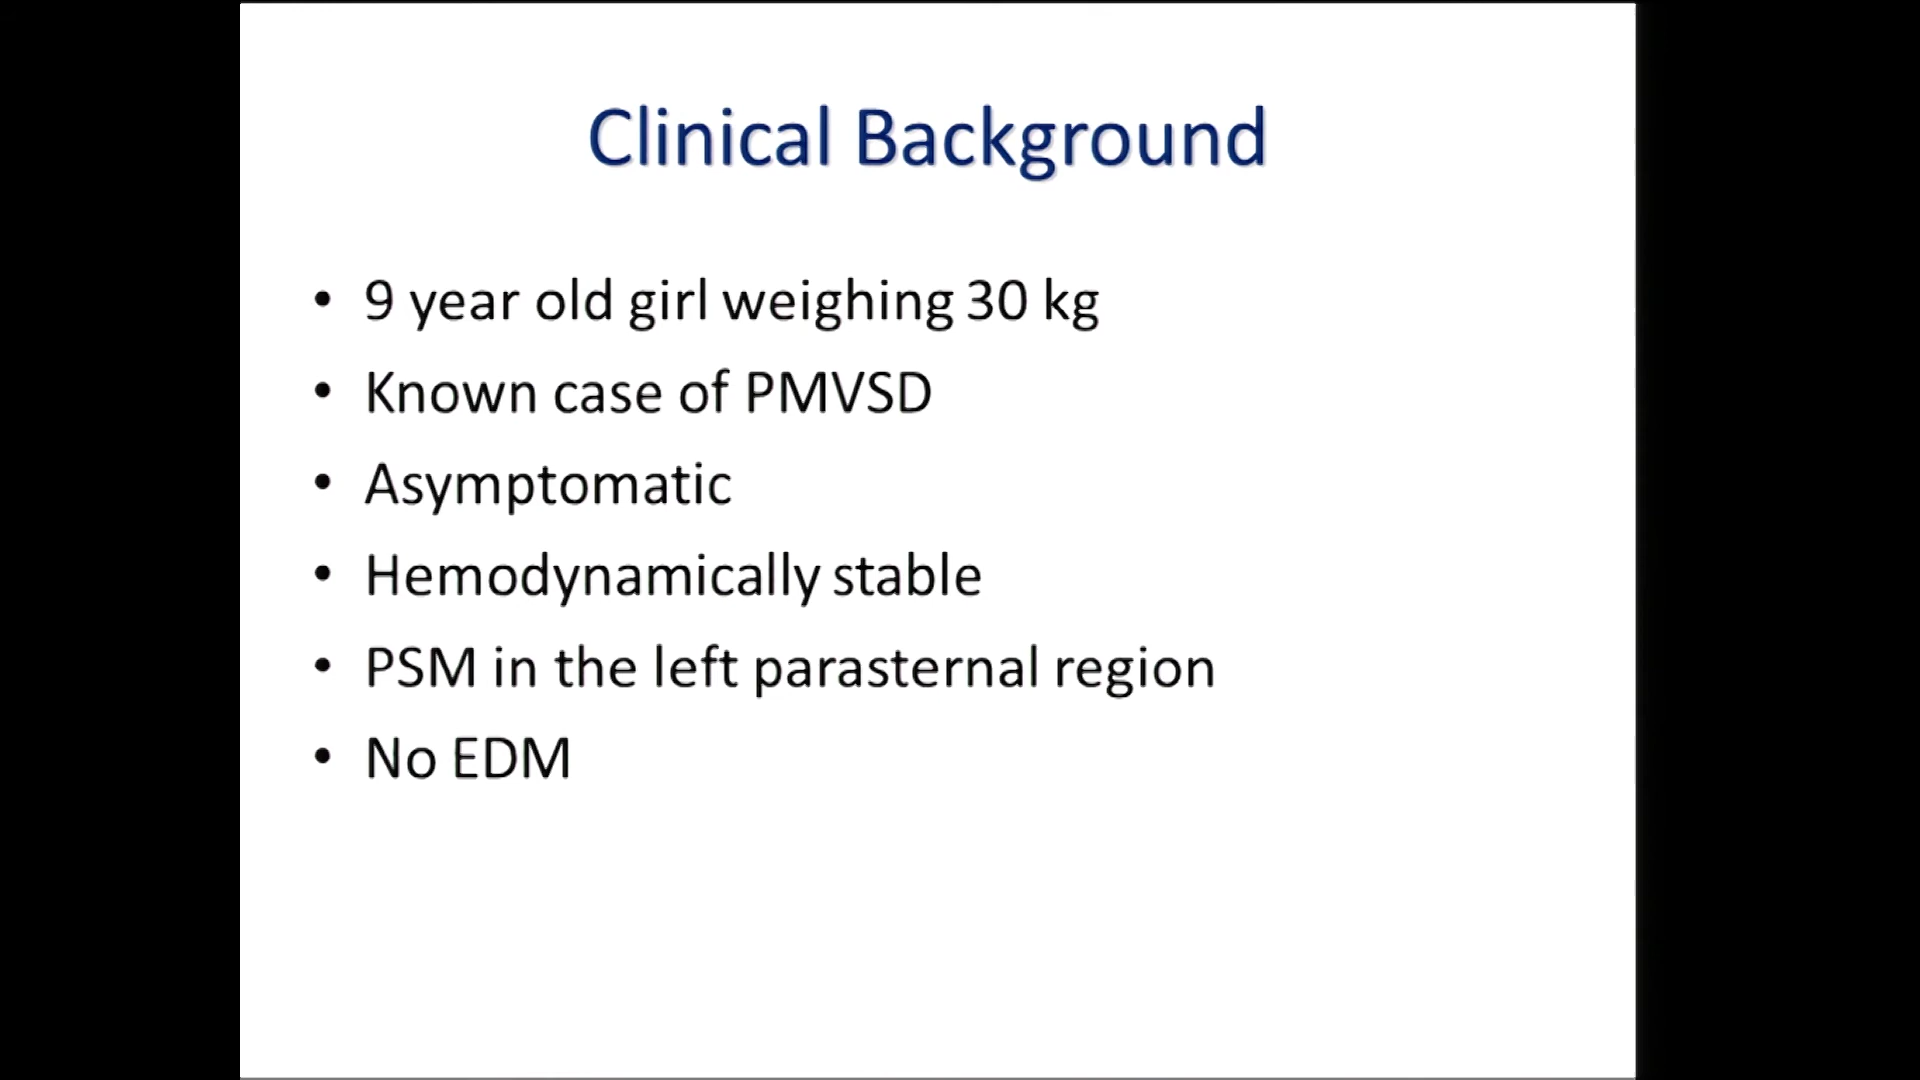 Clinical Background
• 9 year old girl weighing 30 kg
• Known case of PMVSD
• Asymptomatic
• Hemodynamically stable
• PSM in the left parasternal region
• No EDM